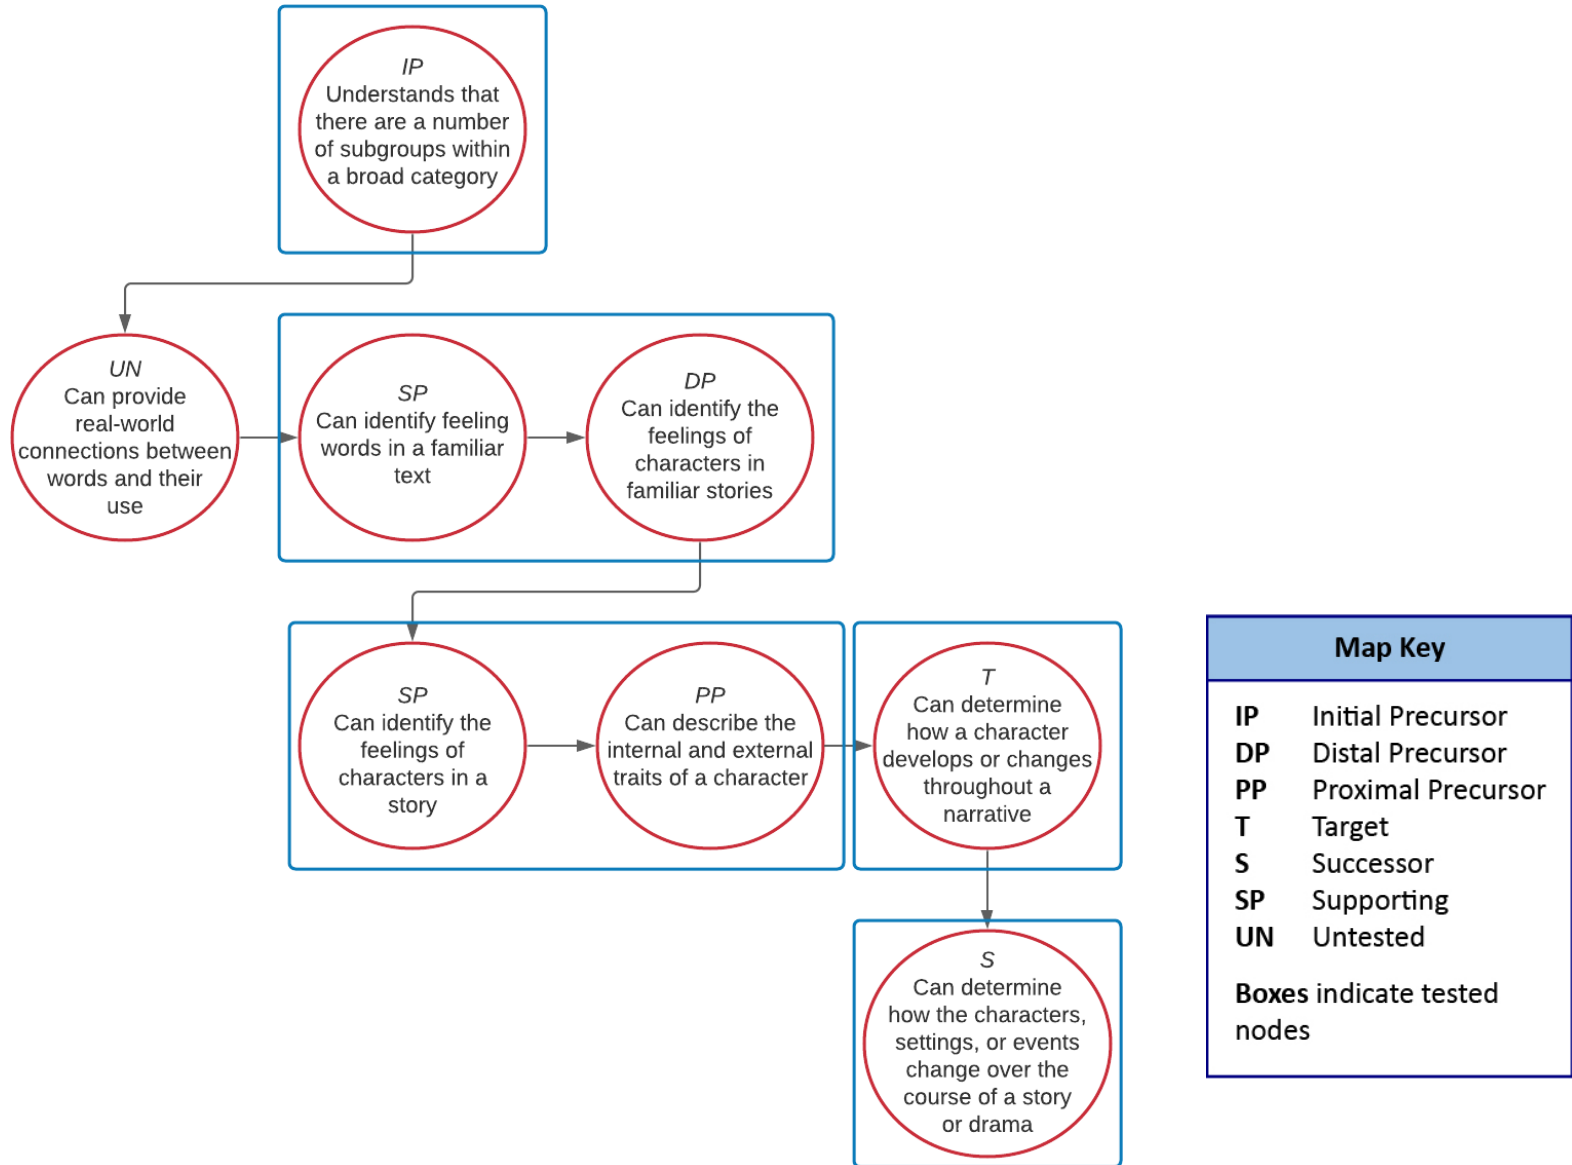 IP
Understands that
there are a number
of subgroups within
a broad category
UN
Can provide
real-world
connections between
words and their
use
SP
Can identify feeling
words in a familiar
text
DP
Can identify the
feelings of
characters in
familiar stories
SP
Can identify the
feelings of
characters in a
story
PP
Can describe the
internal and external
traits of a character
T
Can determine
how a character
develops or changes
throughout a
narrative
S
Can determine
how the characters,
settings, or events
change over the
course of a story
or drama
Map Key
IP Initial Precursor
DP Distal Precursor
PP Proximal Precursor
T Target
S Successor
SP Supporting
UN Untested
Boxes indicate tested
nodes